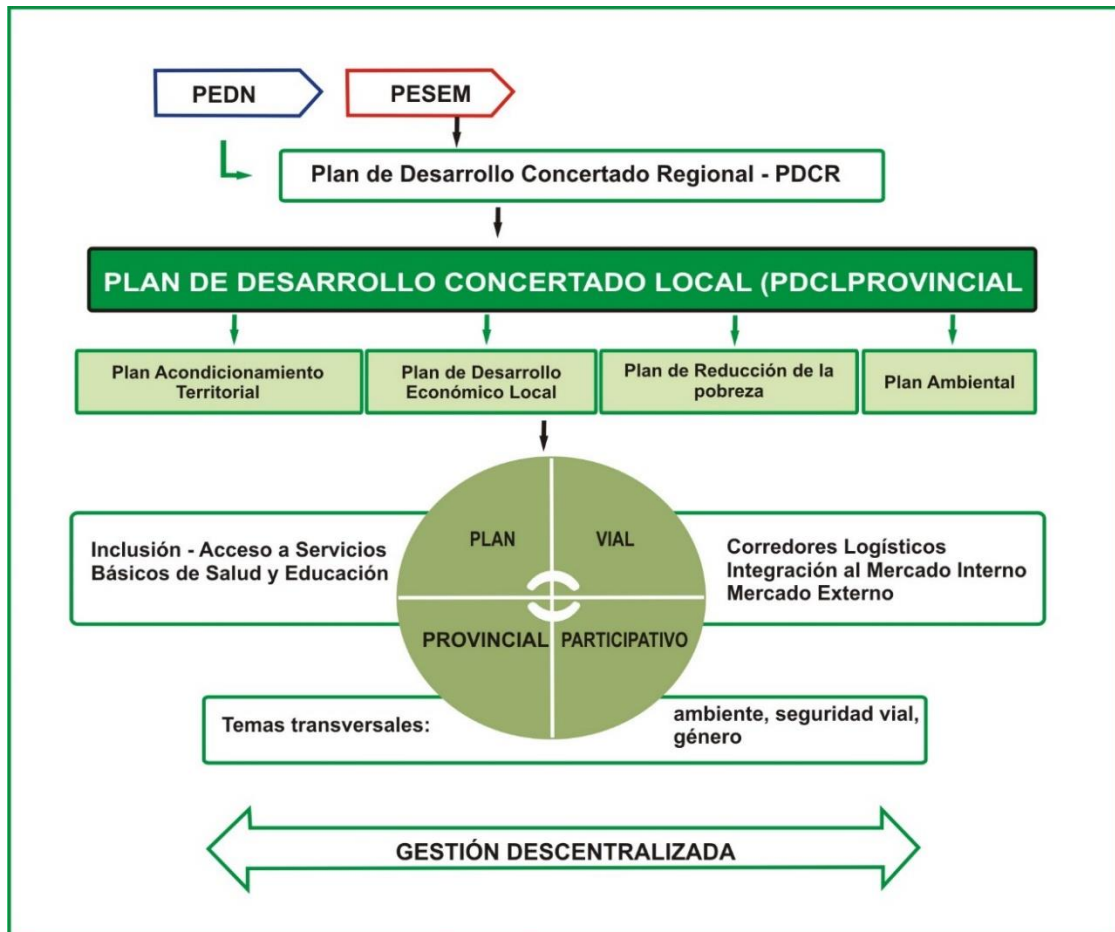 PEDN
PESEM
Plan de Desarrollo Concertado Regional - PDCR
PLAN DE DESARROLLO CONCERTADO LOCAL (PDCLPROVINCIAL
Plan Acondicionamiento
Territorial
Plan de Desarrollo
Económico Local
Plan de Reducción de la
pobreza
Plan Ambiental
Inclusión - Acceso a Servicios
Básicos de Salud y Educación
PLAN
VIAL
PROVINCIAL
PARTICIPATIVO
Corredores Logísticos
Integración al Mercado Interno
Mercado Externo
Temas transversales:
ambiente, seguridad vial,
género
GESTIÓN DESCENTRALIZADA